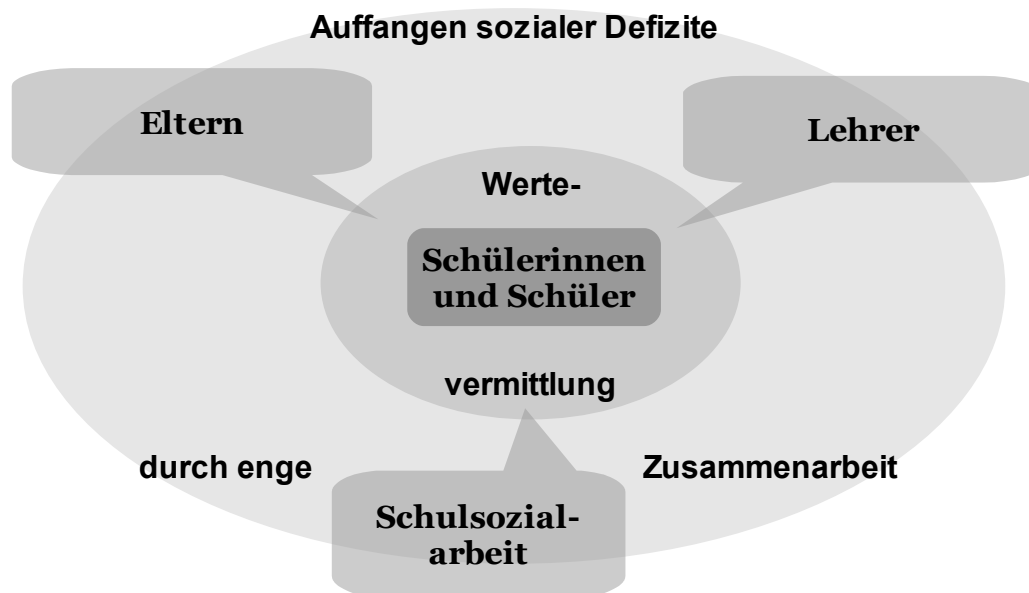 Auffangen sozialer Defizite
Eltern
Lehrer
Werte-
Schülerinnen
und Schüler
vermittlung
durch enge
Zusammenarbeit
Schulsozial-
arbeit